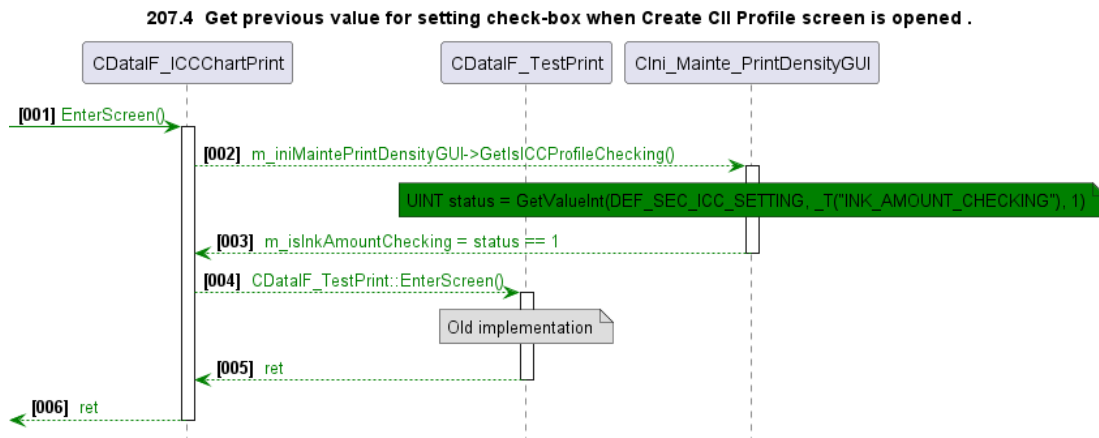 207.4 Get previous value for setting check-box when Create CII Profile screen is opened .
CDataIF_ICCChartPrint
CDataIF_TestPrint
CIni_Mainte_PrintDensityGUI
[001] EnterScreen()
[002] m_iniMaintePrintDensityGUI->GetIsICCProfileChecking()
UINT status = GetValueInt(DEF_SEC_ICC_SETTING, _T("INK_AMOUNT_CHECKING"), 1)
[003] m_isInkAmountChecking = status == 1
[004] CDataIF_TestPrint::EnterScreen()
Old implementation
[005] ret
[006] ret